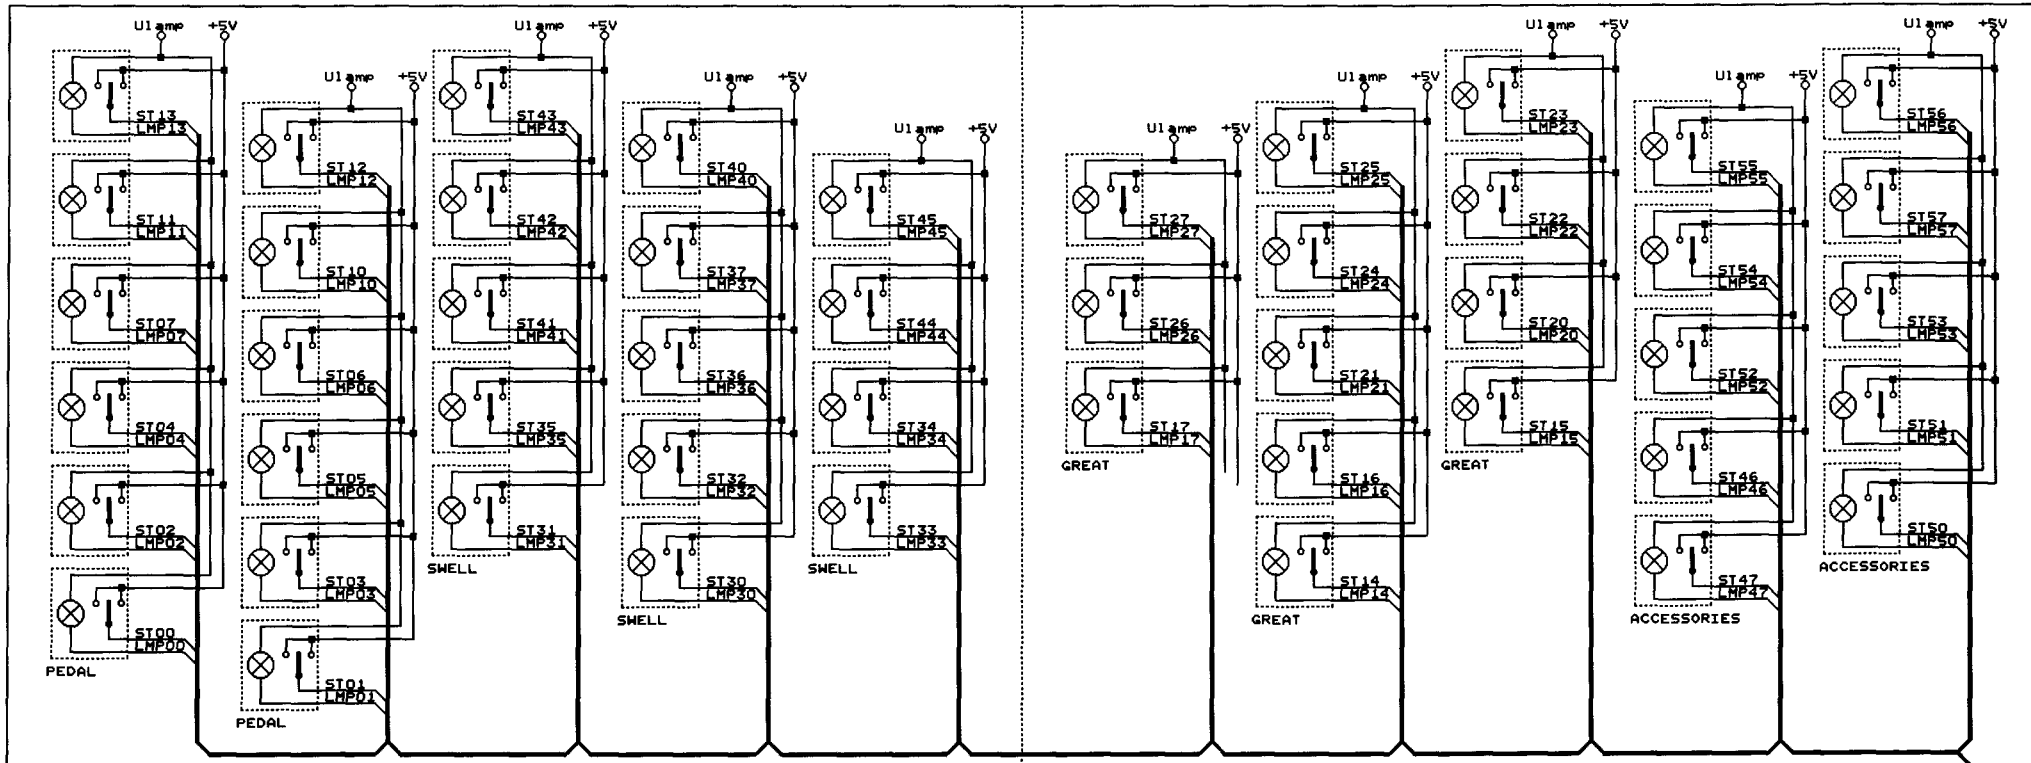 Ulamp +5V
ST13
LMP13
ST11
LMP11
ST07
LMP07
ST04
LMP04
ST02
LMP02
ST00
LMP00
PEDAL
Ulamp +5V
ST12
LMP12
ST10
LMP10
ST06
LMP06
ST05
LMP05
ST03
LMP03
ST01
LMP01
PEDAL
Ulamp +5V
ST43
LMP43
ST42
LMP42
ST41
LMP41
ST35
LMP35
ST31
LMP31
SWELL
Ulamp +5V
ST40
LMP40
ST37
LMP37
ST36
LMP36
ST32
LMP32
ST30
LMP30
SWELL
Ulamp +5V
ST45
LMP45
ST44
LMP44
ST34
LMP34
ST33
LMP33
SWELL
Ulamp +5V
ST27
LMP27
ST26
LMP26
ST17
LMP17
GREAT
Ulamp +5V
ST25
LMP25
ST24
LMP24
ST21
LMP21
ST16
LMP16
ST14
LMP14
GREAT
Ulamp +5V
ST23
LMP23
ST22
LMP22
ST20
LMP20
ST15
LMP15
GREAT
Ulamp +5V
ST55
LMP55
ST54
LMP54
ST52
LMP52
ST46
LMP46
ST47
LMP47
ACCESSORIES
Ulamp +5V
ST56
LMP56
ST57
LMP57
ST53
LMP53
ST51
LMP51
ST50
LMP50
ACCESSORIES